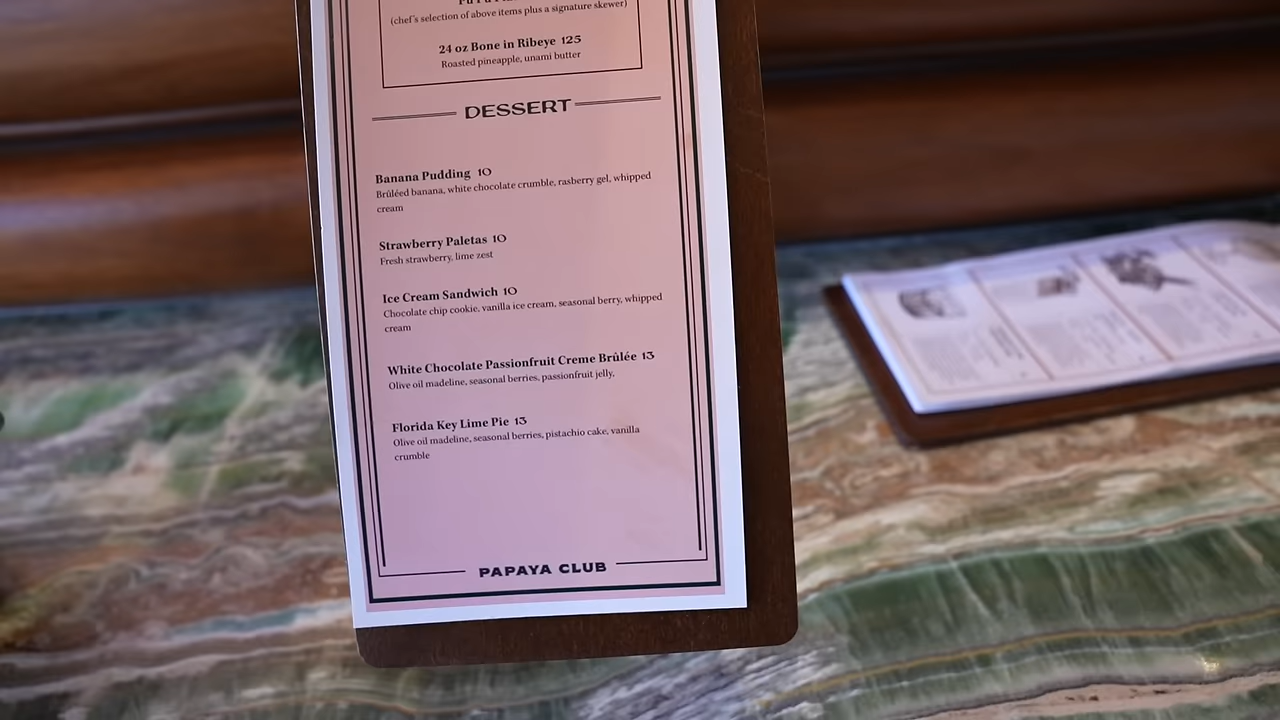 (chef's selection of above items plus a signature skewer)
24 oz Bone in Ribeye 125
Roasted pineapple, unami butter
DESSERT
Banana Pudding 10
Brûléed banana, white chocolate crumble, rasberry gel, whipped
cream
Strawberry Paletas 10
Fresh strawberry, lime zest
Ice Cream Sandwich 10
Chocolate chip cookie, vanilla ice cream, seasonal berry, whipped
cream
White Chocolate Passionfruit Creme Brûlée 13
Olive oil madeline, seasonal berries, passionfruit jelly,
Florida Key Lime Pie 13
Olive oil madeline, seasonal berries, pistachio cake, vanilla
crumble
PAPAYA CLUB